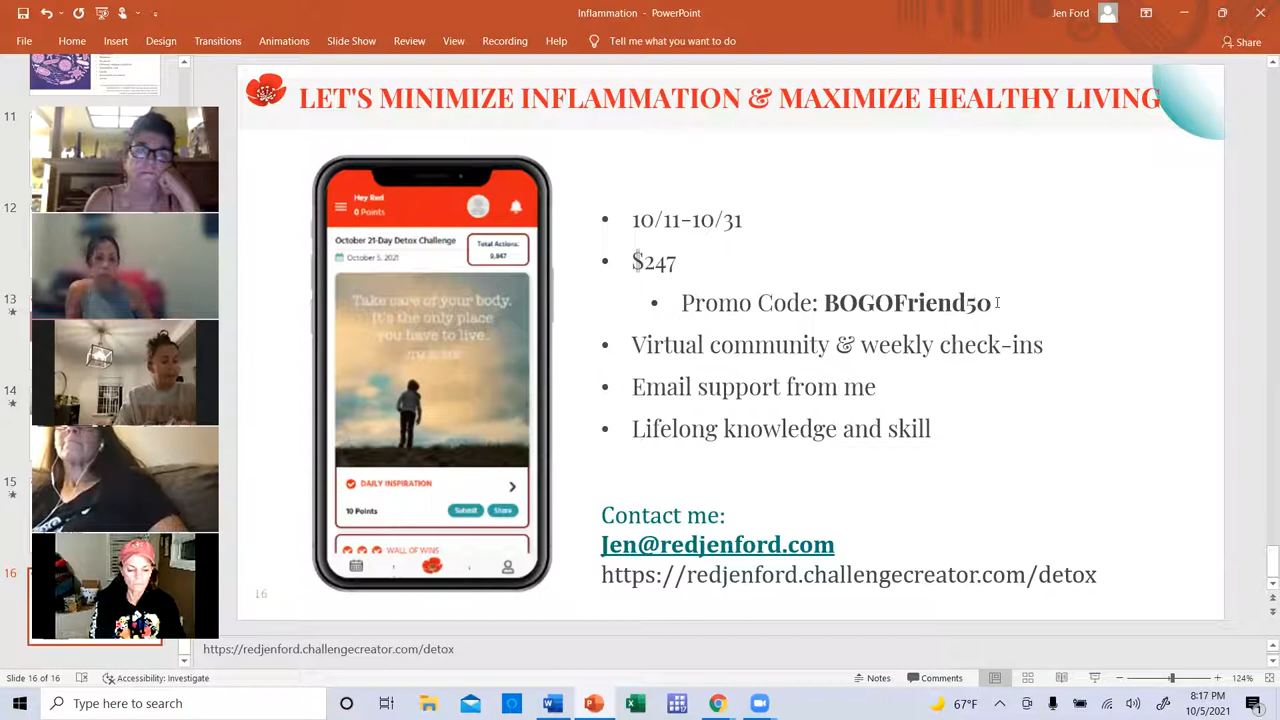 Inflammation - PowerPoint
Jen Ford
File Home Insert Design Transitions Animations Slide Show Review View Recording Help Tell me what you want to do
Share
11
12
13
14
15
16
LET'S MINIMIZE INFLAMMATION & MAXIMIZE HEALTHY LIVING
Hey Red
0 Points
October 21-Day Detox Challenge
October 5, 2021
Total Actions:
9,847
Take care of your body.
It's the only place
you have to live.
DAILY INSPIRATION
10 Points
Submit
Share
WALL OF WINS
• 10/11-10/31
• $247
• Promo Code: BOGOFriend50
• Virtual community & weekly check-ins
• Email support from me
• Lifelong knowledge and skill
Contact me:
Jen@redjenford.com
https://redjenford.challengecreator.com/detox
16
https://redjenford.challengecreator.com/detox
Slide 16 of 16
Accessibility: Investigate
Notes
Comments
124%
Type here to search
67°F
8:17 PM
10/5/2021
1